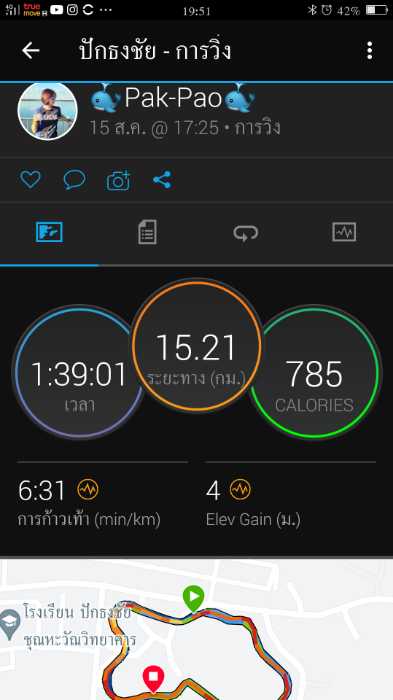 4G true move H 19:51 42%
ปักธงชัย - การวิ่ง
Pak-Pao
15 ส.ค. @ 17:25 • การวิ่ง
1:39:01
เวลา
15.21
ระยะทาง (กม.)
785
CALORIES
6:31
การก้าวเท้า (min/km)
4
Elev Gain (ม.)
โรงเรียน ปักธงชัย
ชุณหะวัณวิทยาคาร